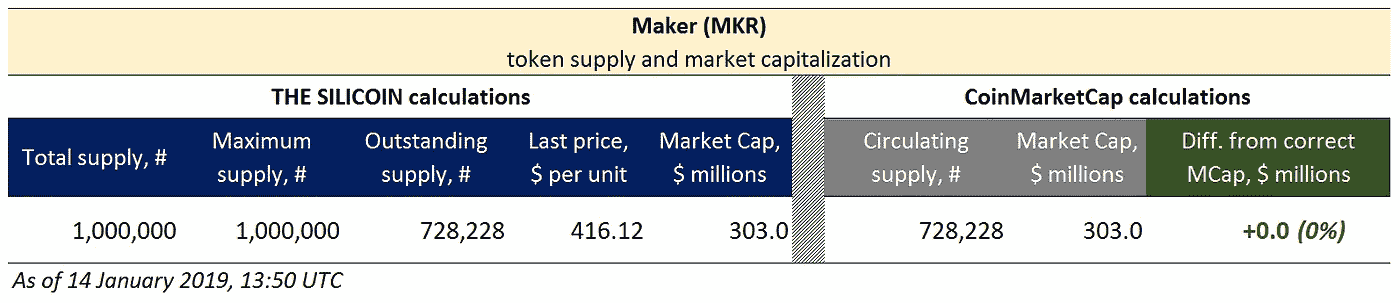 Maker (MKR)
token supply and market capitalization
THE SILICOIN calculations
CoinMarketCap calculations
Total supply, #
Maximum
supply, #
Outstanding
supply, #
Last price,
$ per unit
Market Cap,
$ millions
Circulating
supply, #
Market Cap,
$ millions
Diff. from correct
MCap, $ millions
1,000,000 1,000,000 728,228 416.12 303.0 728,228 303.0 +0.0 (0%)
As of 14 January 2019, 13:50 UTC